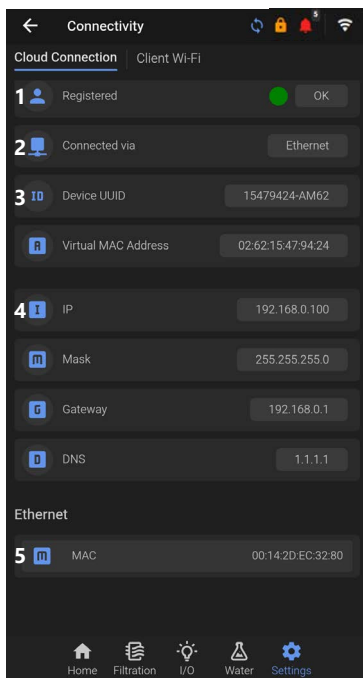 Connectivity
5
Cloud Connection Client Wi-Fi
1 Registered OK
2 Connected via Ethernet
3 ID Device UUID 15479424-AM62
A Virtual MAC Address 02:62:15:47:94:24
4 I IP 192.168.0.100
m Mask 255.255.255.0
G Gateway 192.168.0.1
D DNS 1.1.1.1
Ethernet
5 m MAC 00:14:2D:EC:32:80
Home Filtration I/O Water Settings